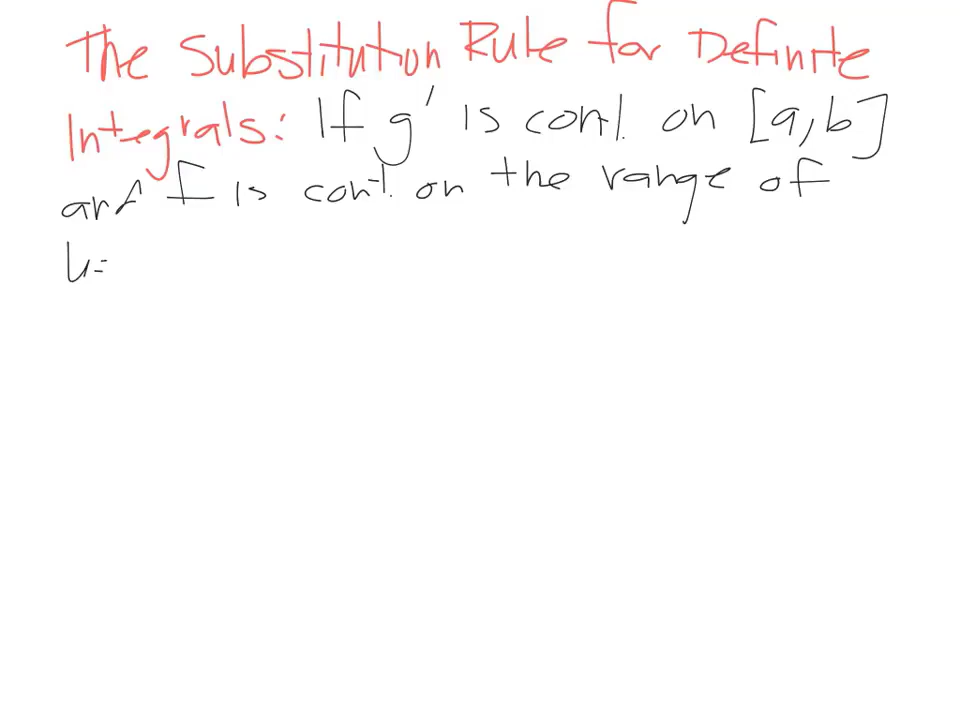 The Substitution Rule for Definite
Integrals: If g' is cont. on [a,b]
and f is cont. on the range of
u=